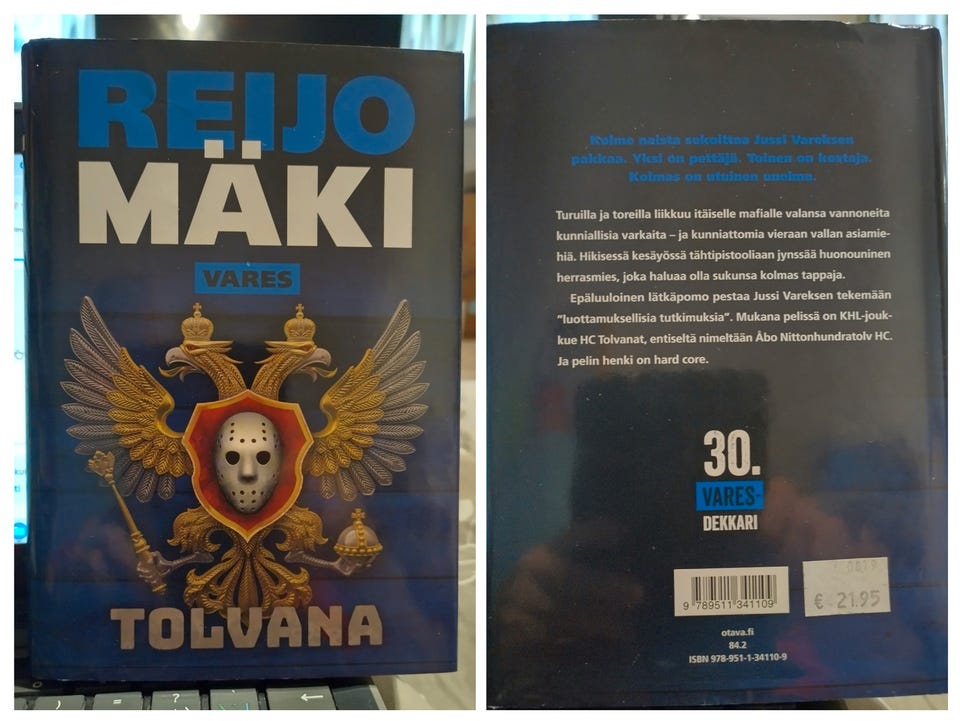 REIJO
MÄKI
VARES
TOLVANA
Kolme naista sekoittaa Jussi Vareksen
pakkaa. Yksi on pettäjä. Toinen on kostaja.
Kolmas on utuinen unelma.
Turuilla ja toreilla liikkuu itäiselle mafialle valansa vannoneita
kunniallisia varkaita – ja kunniattomia vieraan vallan asiamie-
hiä. Hikisessä kesäyössä tähtipistooliaan jynssää huonouninen
herrasmies, joka haluaa olla sukunsa kolmas tappaja.
Epäluuloinen lätkäpomo pestaa Jussi Vareksen tekemään
”luottamuksellisia tutkimuksia”. Mukana pelissä on KHL-jouk-
kue HC Tolvanat, entiseltä nimeltään Åbo Nittonhundratolv HC.
Ja pelin henki on hard core.
30.
VARES-
DEKKARI
0819
€ 21.95
9 789511 341109
otava.fi
84.2
ISBN 978-951-1-34110-9